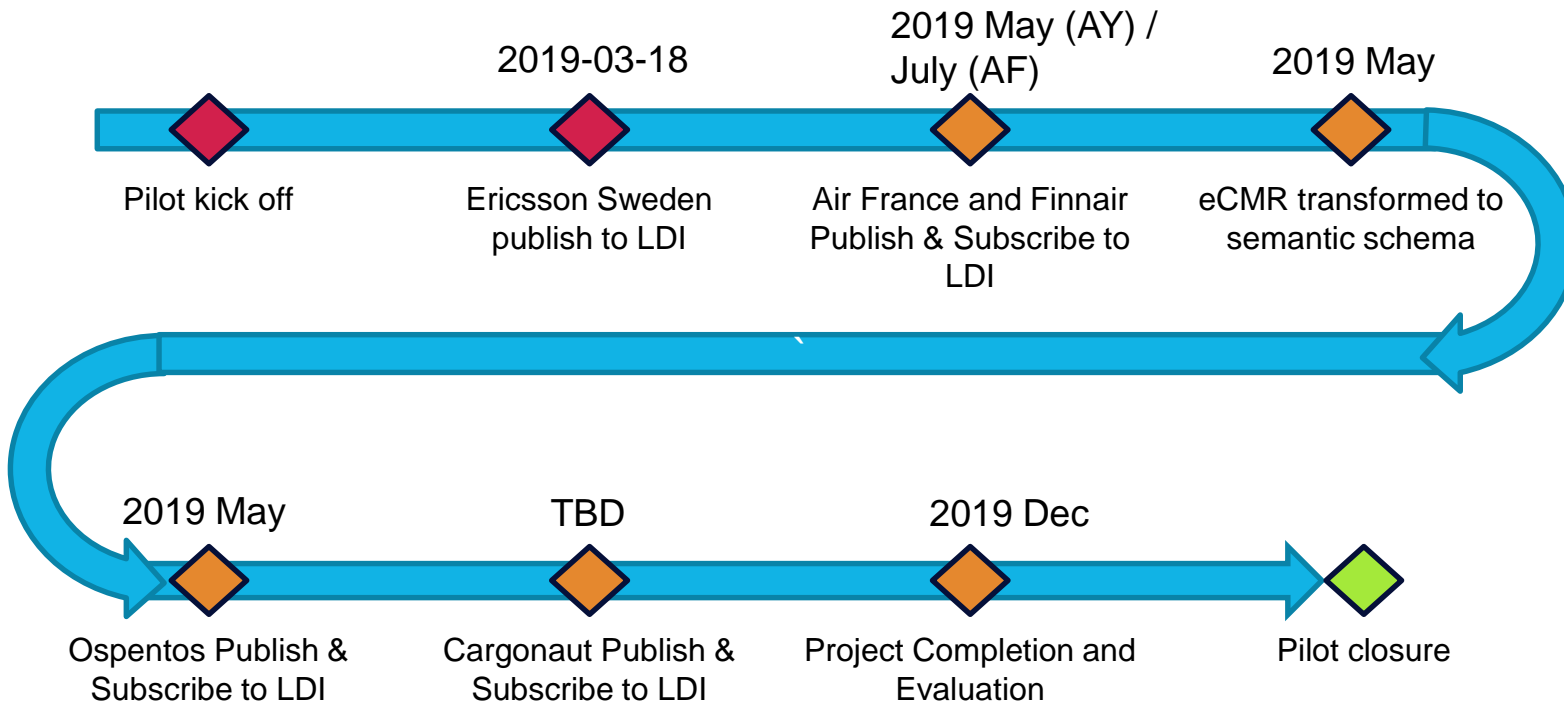 2019-03-18
2019 May (AY) /
July (AF)
2019 May
Pilot kick off
Ericsson Sweden
publish to LDI
Air France and Finnair
Publish & Subscribe to
LDI
eCMR transformed to
semantic schema
`
2019 May
TBD
2019 Dec
Ospentos Publish &
Subscribe to LDI
Cargonaut Publish &
Subscribe to LDI
Project Completion and
Evaluation
Pilot closure